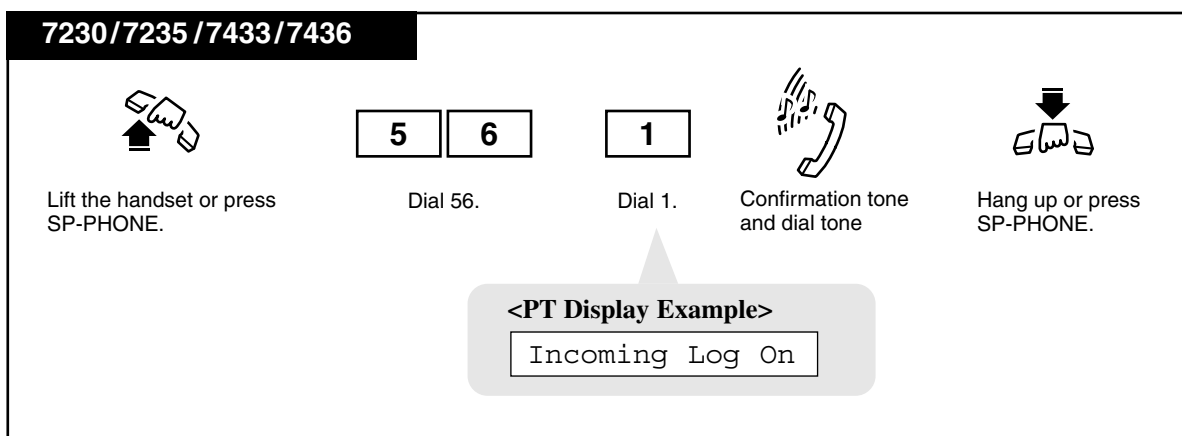 7230/7235/7433/7436
5 6
1
Lift the handset or press
SP-PHONE.
Dial 56.
Dial 1.
Confirmation tone
and dial tone
Hang up or press
SP-PHONE.
<PT Display Example>
Incoming Log On